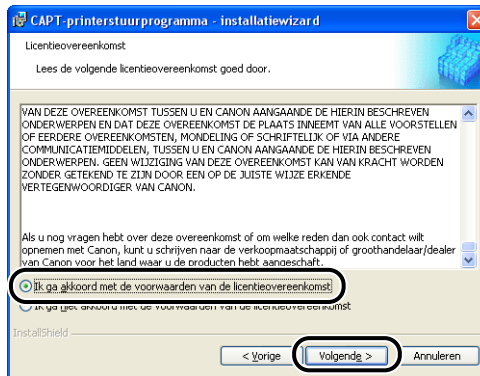 CAPT-printerstuurprogramma - installatiewizard
Licentieovereenkomst
Lees de volgende licentieovereenkomst goed door.
VAN DEZE OVEREENKOMST TUSSEN U EN CANON AANGAANDE DE HIERIN BESCHREVEN
ONDERWERPEN EN DAT DEZE OVEREENKOMST DE PLAATS INNEEMT VAN ALLE VOORSTELLEN
OF EERDERE OVEREENKOMSTEN, MONDELING OF SCHRIFTELIJK OF VIA ANDERE
COMMUNICATIEMIDDELEN, TUSSEN U EN CANON AANGAANDE DE HIERIN BESCHREVEN
ONDERWERPEN. GEEN WIJZIGING VAN DEZE OVEREENKOMST KAN VAN KRACHT WORDEN
ZONDER GETEKEND TE ZIJN DOOR EEN OP DE JUISTE WIJZE ERKENDE
VERTEGENWOORDIGER VAN CANON.
Als u nog vragen hebt over deze overeenkomst of om welke reden dan ook contact wilt
opnemen met Canon, kunt u schrijven naar de verkoopmaatschappij of groothandelaar/dealer
van Canon voor het land waar u de producten hebt aangeschaft.
Ik ga akkoord met de voorwaarden van de licentieovereenkomst
Ik ga niet akkoord met de voorwaarden van de licentieovereenkomst
InstallShield
< Vorige
Volgende >
Annuleren